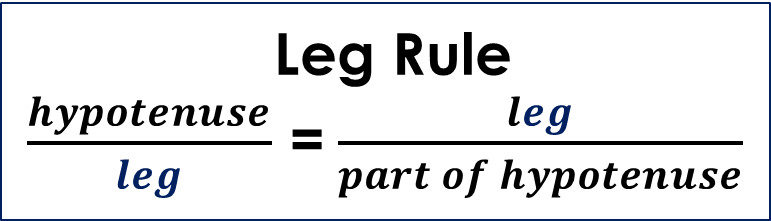 Leg Rule
hypotenuse / leg = leg / part of hypotenuse